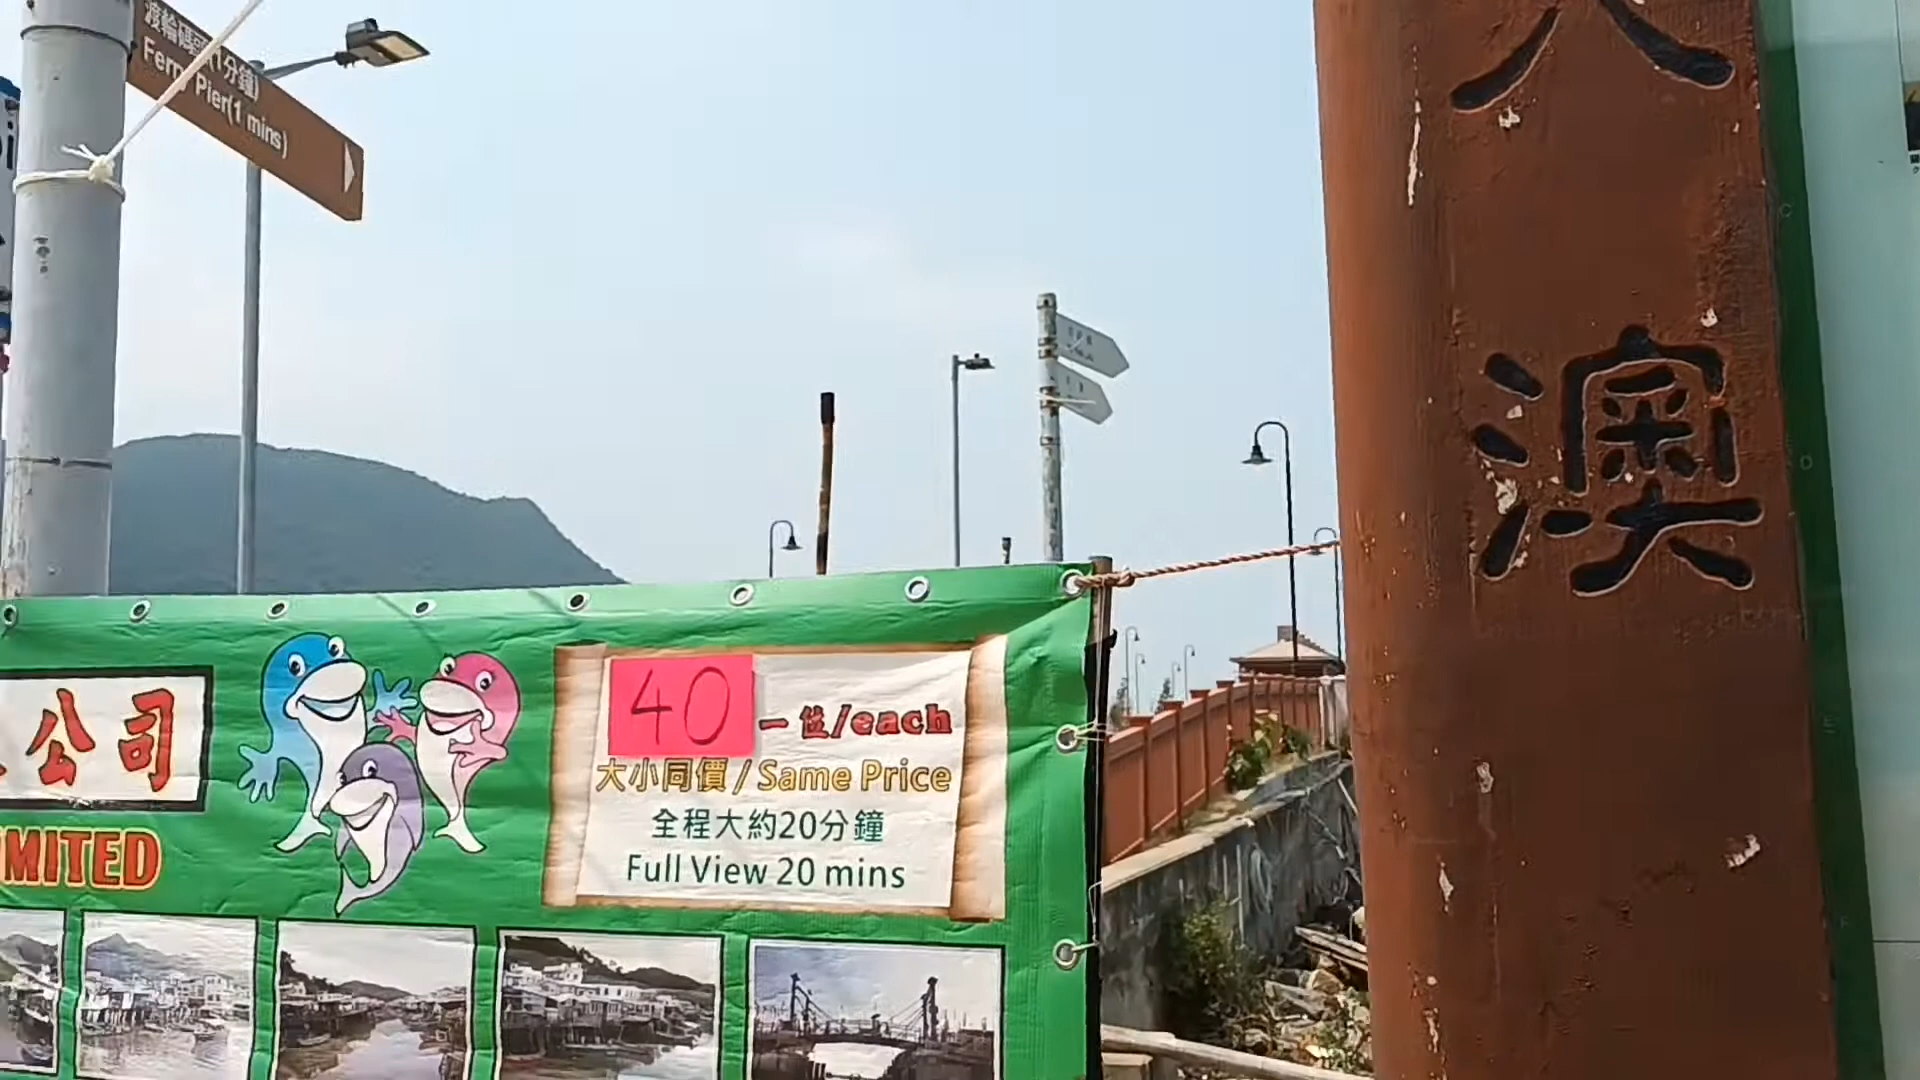 渡輪碼頭(1分鐘)
Ferry Pier(1 mins)
公司
MITED
40 一位/each
大小同價 / Same Price
全程大約20分鐘
Full View 20 mins
大
澳